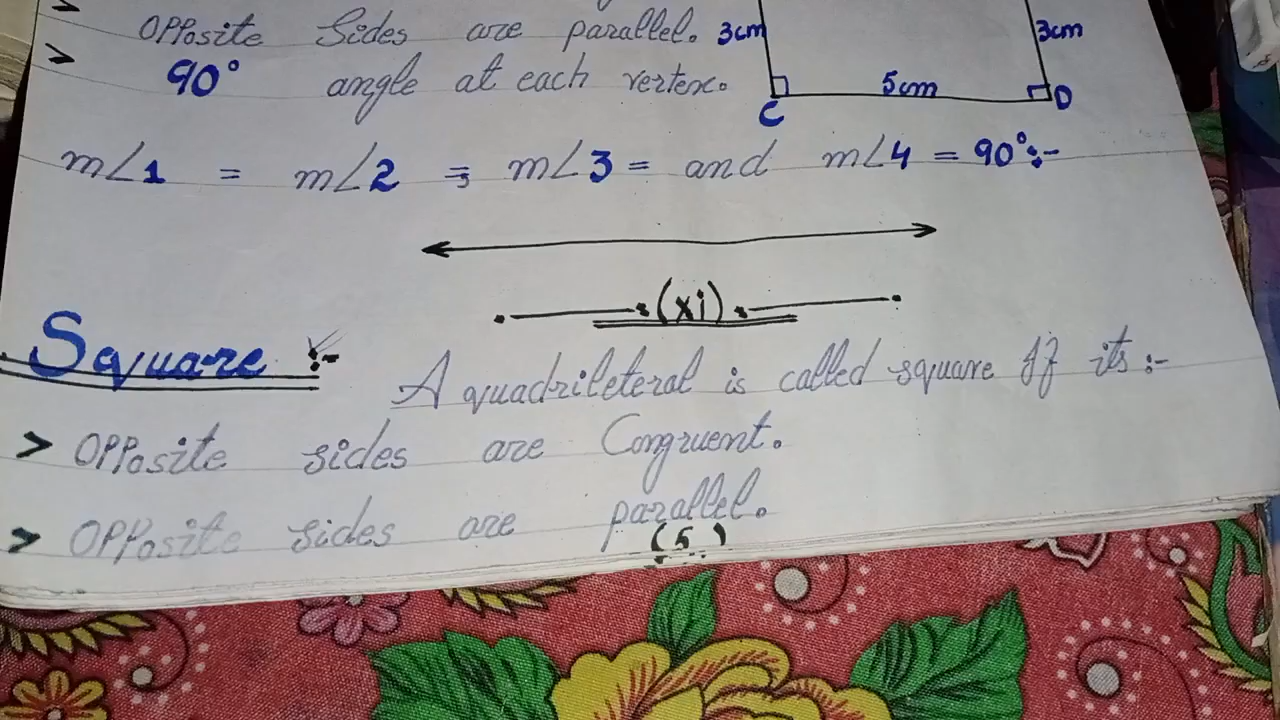 > Opposite Sides are parallel.
3cm
3cm
> 90° angle at each vertex.
5cm
C
D
m∠1 = m∠2 = m∠3 = and m∠4 = 90°:-
(xi)
Square :-
A quadrileteral is called square If its :-
> Opposite sides are Congruent.
> Opposite sides are parallel.
(5)